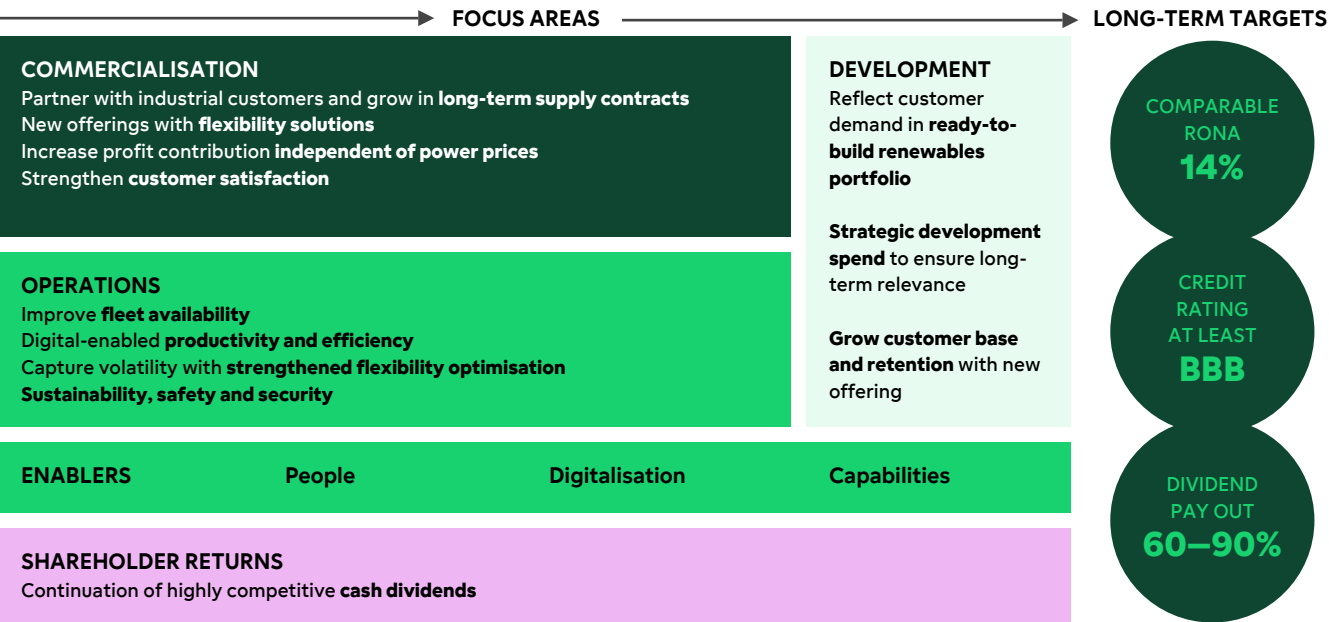 FOCUS AREAS
LONG-TERM TARGETS
COMMERCIALISATION
Partner with industrial customers and grow in long-term supply contracts
New offerings with flexibility solutions
Increase profit contribution independent of power prices
Strengthen customer satisfaction
OPERATIONS
Improve fleet availability
Digital-enabled productivity and efficiency
Capture volatility with strengthened flexibility optimisation
Sustainability, safety and security
DEVELOPMENT
Reflect customer
demand in ready-to-
build renewables
portfolio
Strategic development
spend to ensure long-
term relevance
Grow customer base
and retention with new
offering
ENABLERS
People
Digitalisation
Capabilities
SHAREHOLDER RETURNS
Continuation of highly competitive cash dividends
COMPARABLE
RONA
14%
CREDIT
RATING
AT LEAST
BBB
DIVIDEND
PAY OUT
60–90%